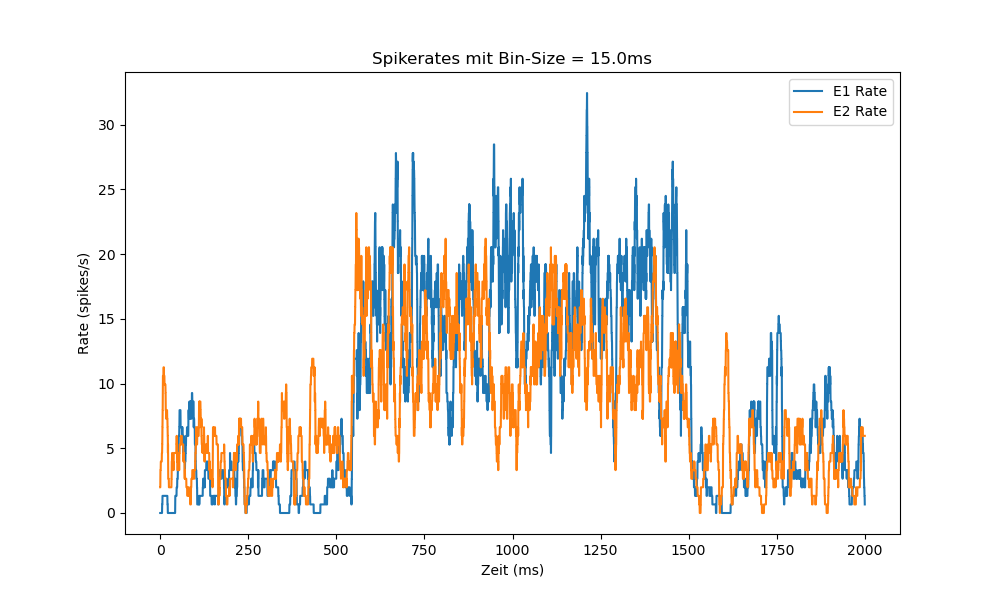 Spikerates mit Bin-Size = 15.0ms
E1 Rate
E2 Rate
Rate (spikes/s)
30
25
20
15
10
5
0
0 250 500 750 1000 1250 1500 1750 2000
Zeit (ms)